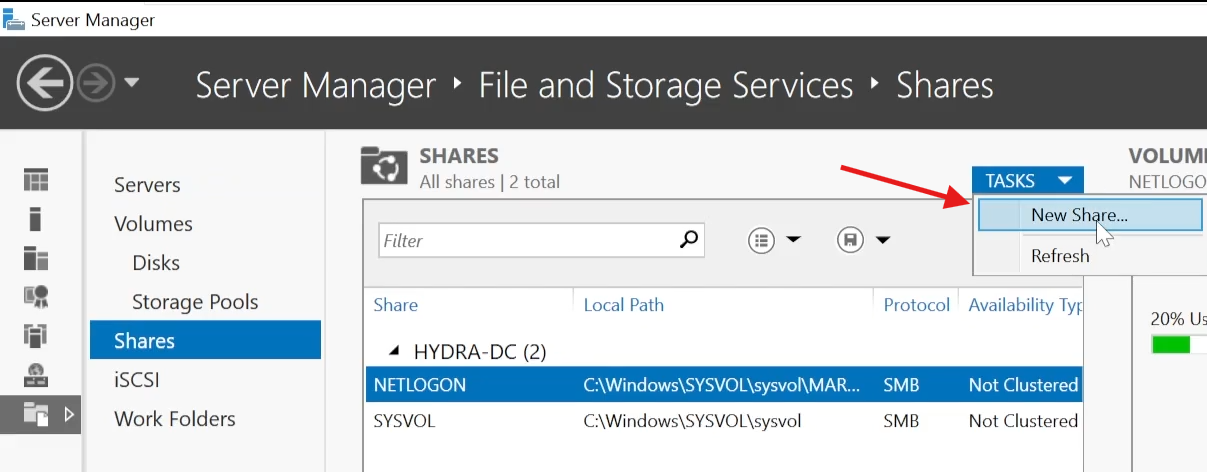 Server Manager
Server Manager ‣ File and Storage Services ‣ Shares
Servers
Volumes
Disks
Storage Pools
Shares
iSCSI
Work Folders
SHARES
All shares | 2 total
TASKS
New Share...
Refresh
Filter
Share Local Path Protocol Availability Typ
HYDRA-DC (2)
NETLOGON C:\Windows\SYSVOL\sysvol\MAR... SMB Not Clustered
SYSVOL C:\Windows\SYSVOL\sysvol SMB Not Clustered
VOLUM
NETLOGO
20% Us